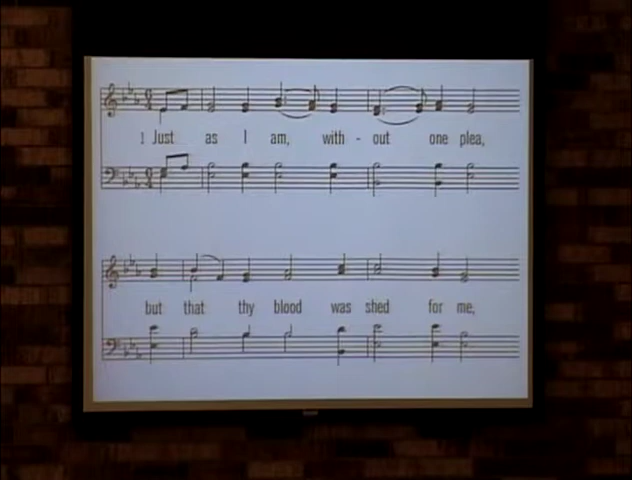 1 Just as I am, with - out one plea,
but that thy blood was shed for me,